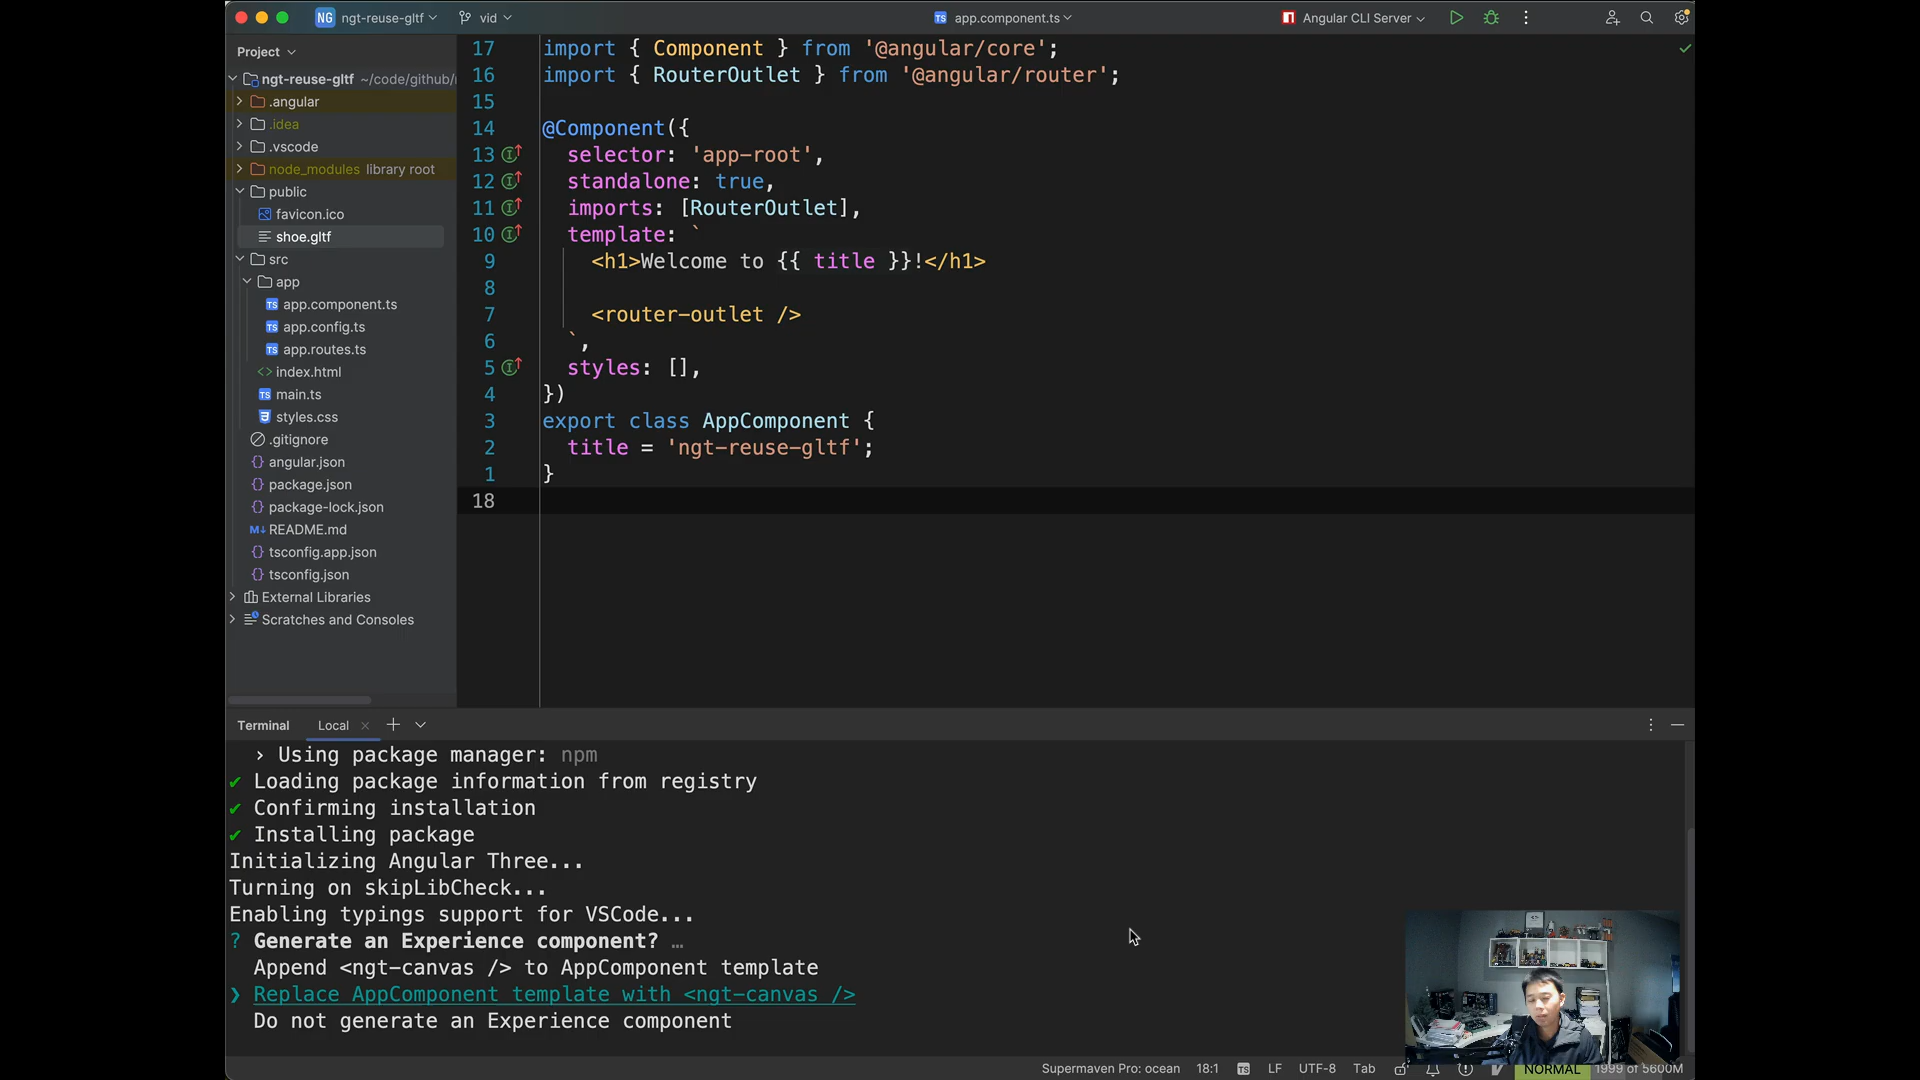 NG ngt-reuse-gltf vid app.component.ts Angular CLI Server
Project
ngt-reuse-gltf ~/code/github/
.angular
.idea
.vscode
node_modules library root
public
favicon.ico
shoe.gltf
src
app
TS app.component.ts
TS app.config.ts
TS app.routes.ts
<> index.html
TS main.ts
styles.css
.gitignore
{} angular.json
{} package.json
{} package-lock.json
M↓ README.md
{} tsconfig.app.json
{} tsconfig.json
External Libraries
Scratches and Consoles
17 import { Component } from '@angular/core';
16 import { RouterOutlet } from '@angular/router';
15
14 @Component({
13 selector: 'app-root',
12 standalone: true,
11 imports: [RouterOutlet],
10 template: `
9 <h1>Welcome to {{ title }}!</h1>
8
7 <router-outlet />
6 `,
5 styles: [],
4 })
3 export class AppComponent {
2 title = 'ngt-reuse-gltf';
1 }
18
Terminal Local
› Using package manager: npm
✔ Loading package information from registry
✔ Confirming installation
✔ Installing package
Initializing Angular Three...
Turning on skipLibCheck...
Enabling typings support for VSCode...
? Generate an Experience component? …
Append <ngt-canvas /> to AppComponent template
❯ Replace AppComponent template with <ngt-canvas />
Do not generate an Experience component
Supermaven Pro: ocean 18:1 LF UTF-8 Tab NORMAL 1999 of 5600M